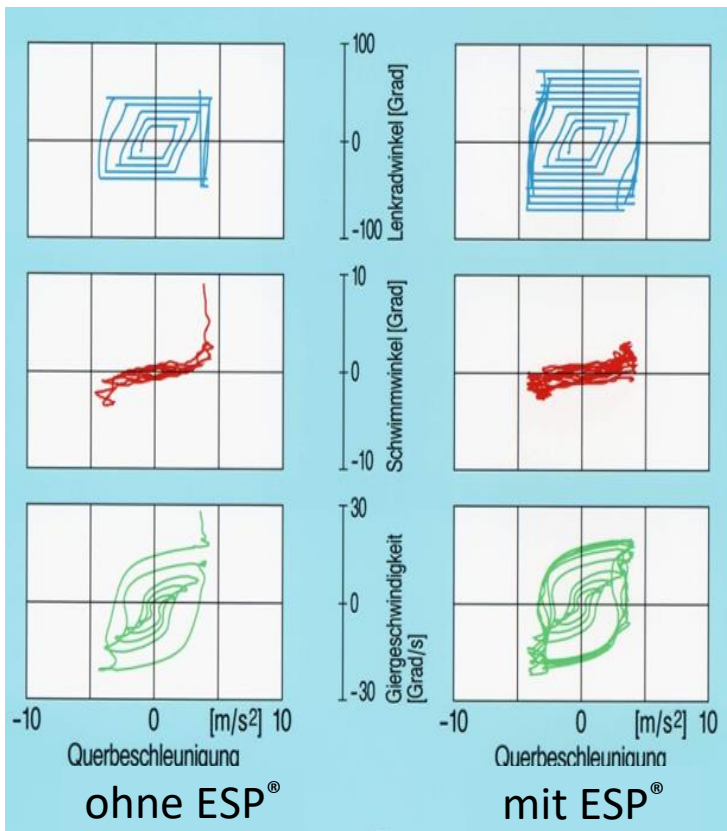 100
0
-100
Lenkradwinkel [Grad]
10
0
-10
Schwimmwinkel [Grad]
30
0
-30
Giergeschwindigkeit
[Grad/s]
-10 0 [m/s²] 10
-10 0 [m/s²] 10
Querbeschleunigung
Querbeschleunigung
ohne ESP®
mit ESP®